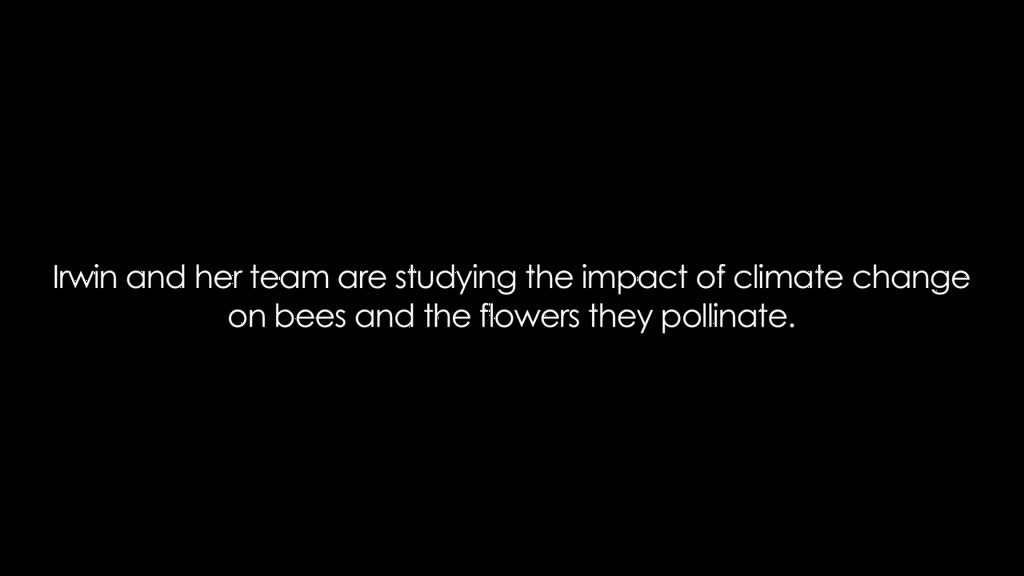 Irwin and her team are studying the impact of climate change
on bees and the flowers they pollinate.